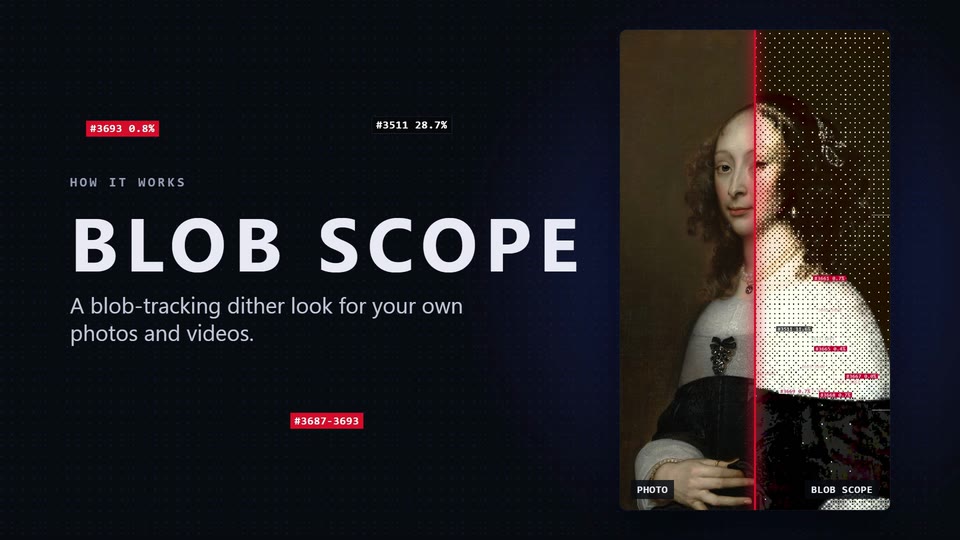 #3693 0.8%
#3511 28.7%
HOW IT WORKS
BLOB SCOPE
A blob-tracking dither look for your own
photos and videos.
#3687-3693
PHOTO
BLOB SCOPE